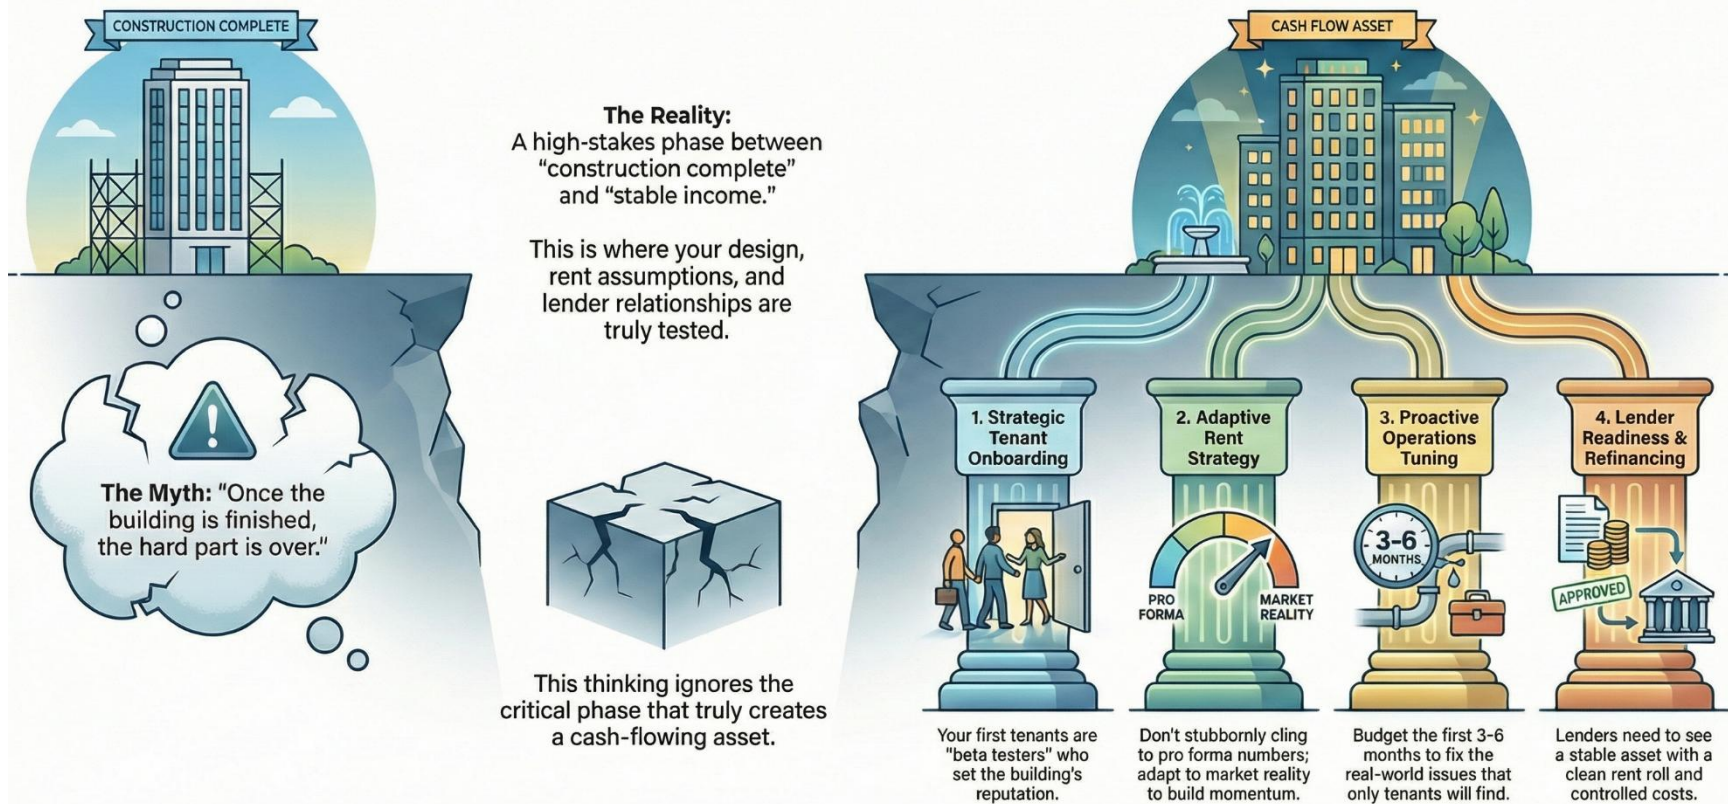 CONSTRUCTION COMPLETE
The Myth: "Once the
building is finished,
the hard part is over."
The Reality:
A high-stakes phase between
"construction complete"
and "stable income."
This is where your design,
rent assumptions, and
lender relationships are
truly tested.
This thinking ignores the
critical phase that truly creates
a cash-flowing asset.
CASH FLOW ASSET
1. Strategic
Tenant
Onboarding
Your first tenants are
"beta testers" who
set the building's
reputation.
2. Adaptive
Rent
Strategy
PRO
FORMA
MARKET
REALITY
Don't stubbornly cling
to pro forma numbers;
adapt to market reality
to build momentum.
3. Proactive
Operations
Tuning
3-6
MONTHS
Budget the first 3-6
months to fix the
real-world issues that
only tenants will find.
4. Lender
Readiness &
Refinancing
APPROVED
Lenders need to see
a stable asset with a
clean rent roll and
controlled costs.